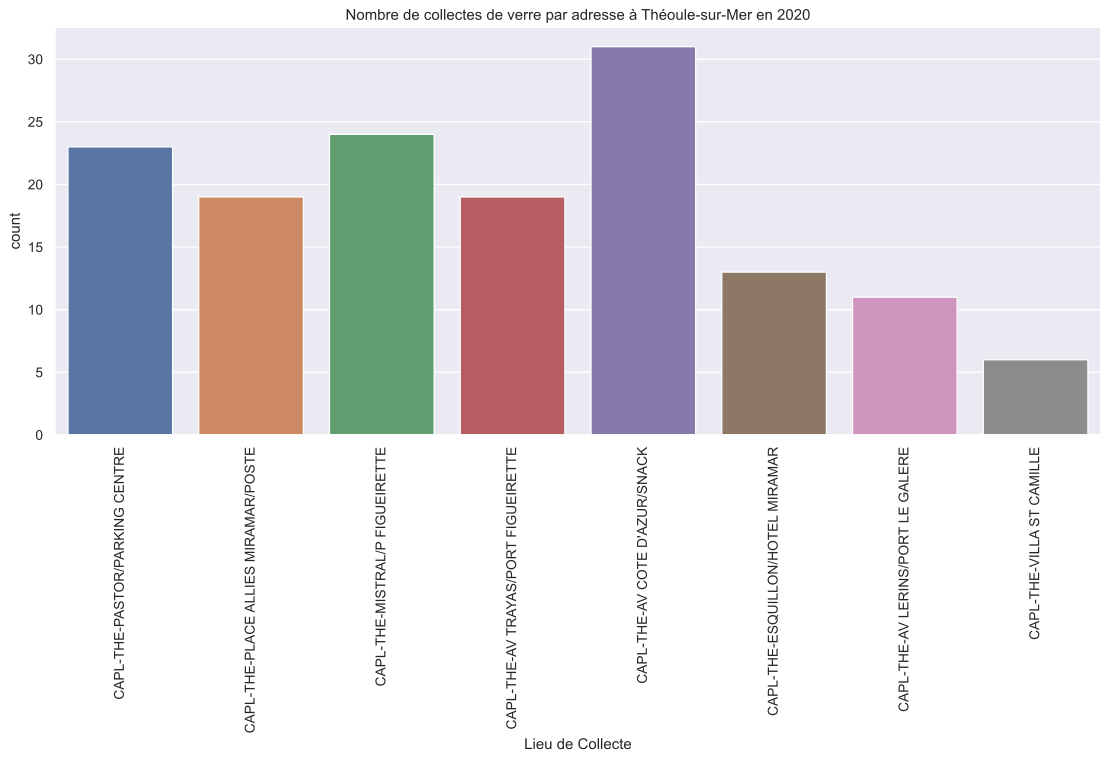 Nombre de collectes de verre par adresse à Théoule-sur-Mer en 2020
count
30
25
20
15
10
5
0
CAPL-THE-PASTOR/PARKING CENTRE
CAPL-THE-PLACE ALLIES MIRAMAR/POSTE
CAPL-THE-MISTRAL/P FIGUEIRETTE
CAPL-THE-AV TRAYAS/PORT FIGUEIRETTE
CAPL-THE-AV COTE D'AZUR/SNACK
CAPL-THE-ESQUILLON/HOTEL MIRAMAR
CAPL-THE-AV LERINS/PORT LE GALERE
CAPL-THE-VILLA ST CAMILLE
Lieu de Collecte